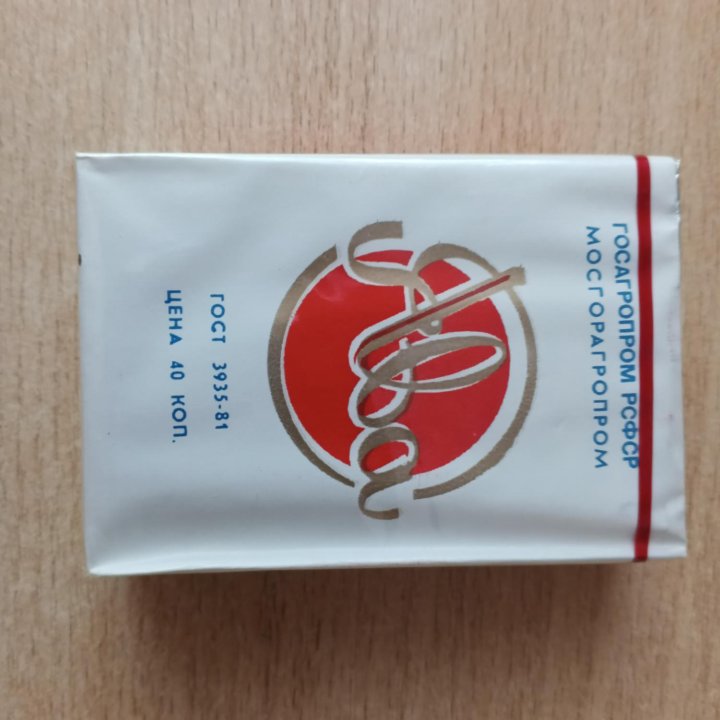 ГОСАГРОПРОМ РСФСР
МОСГОРАГРОПРОМ
Ява
ГОСТ 3935-81
ЦЕНА 40 КОП.